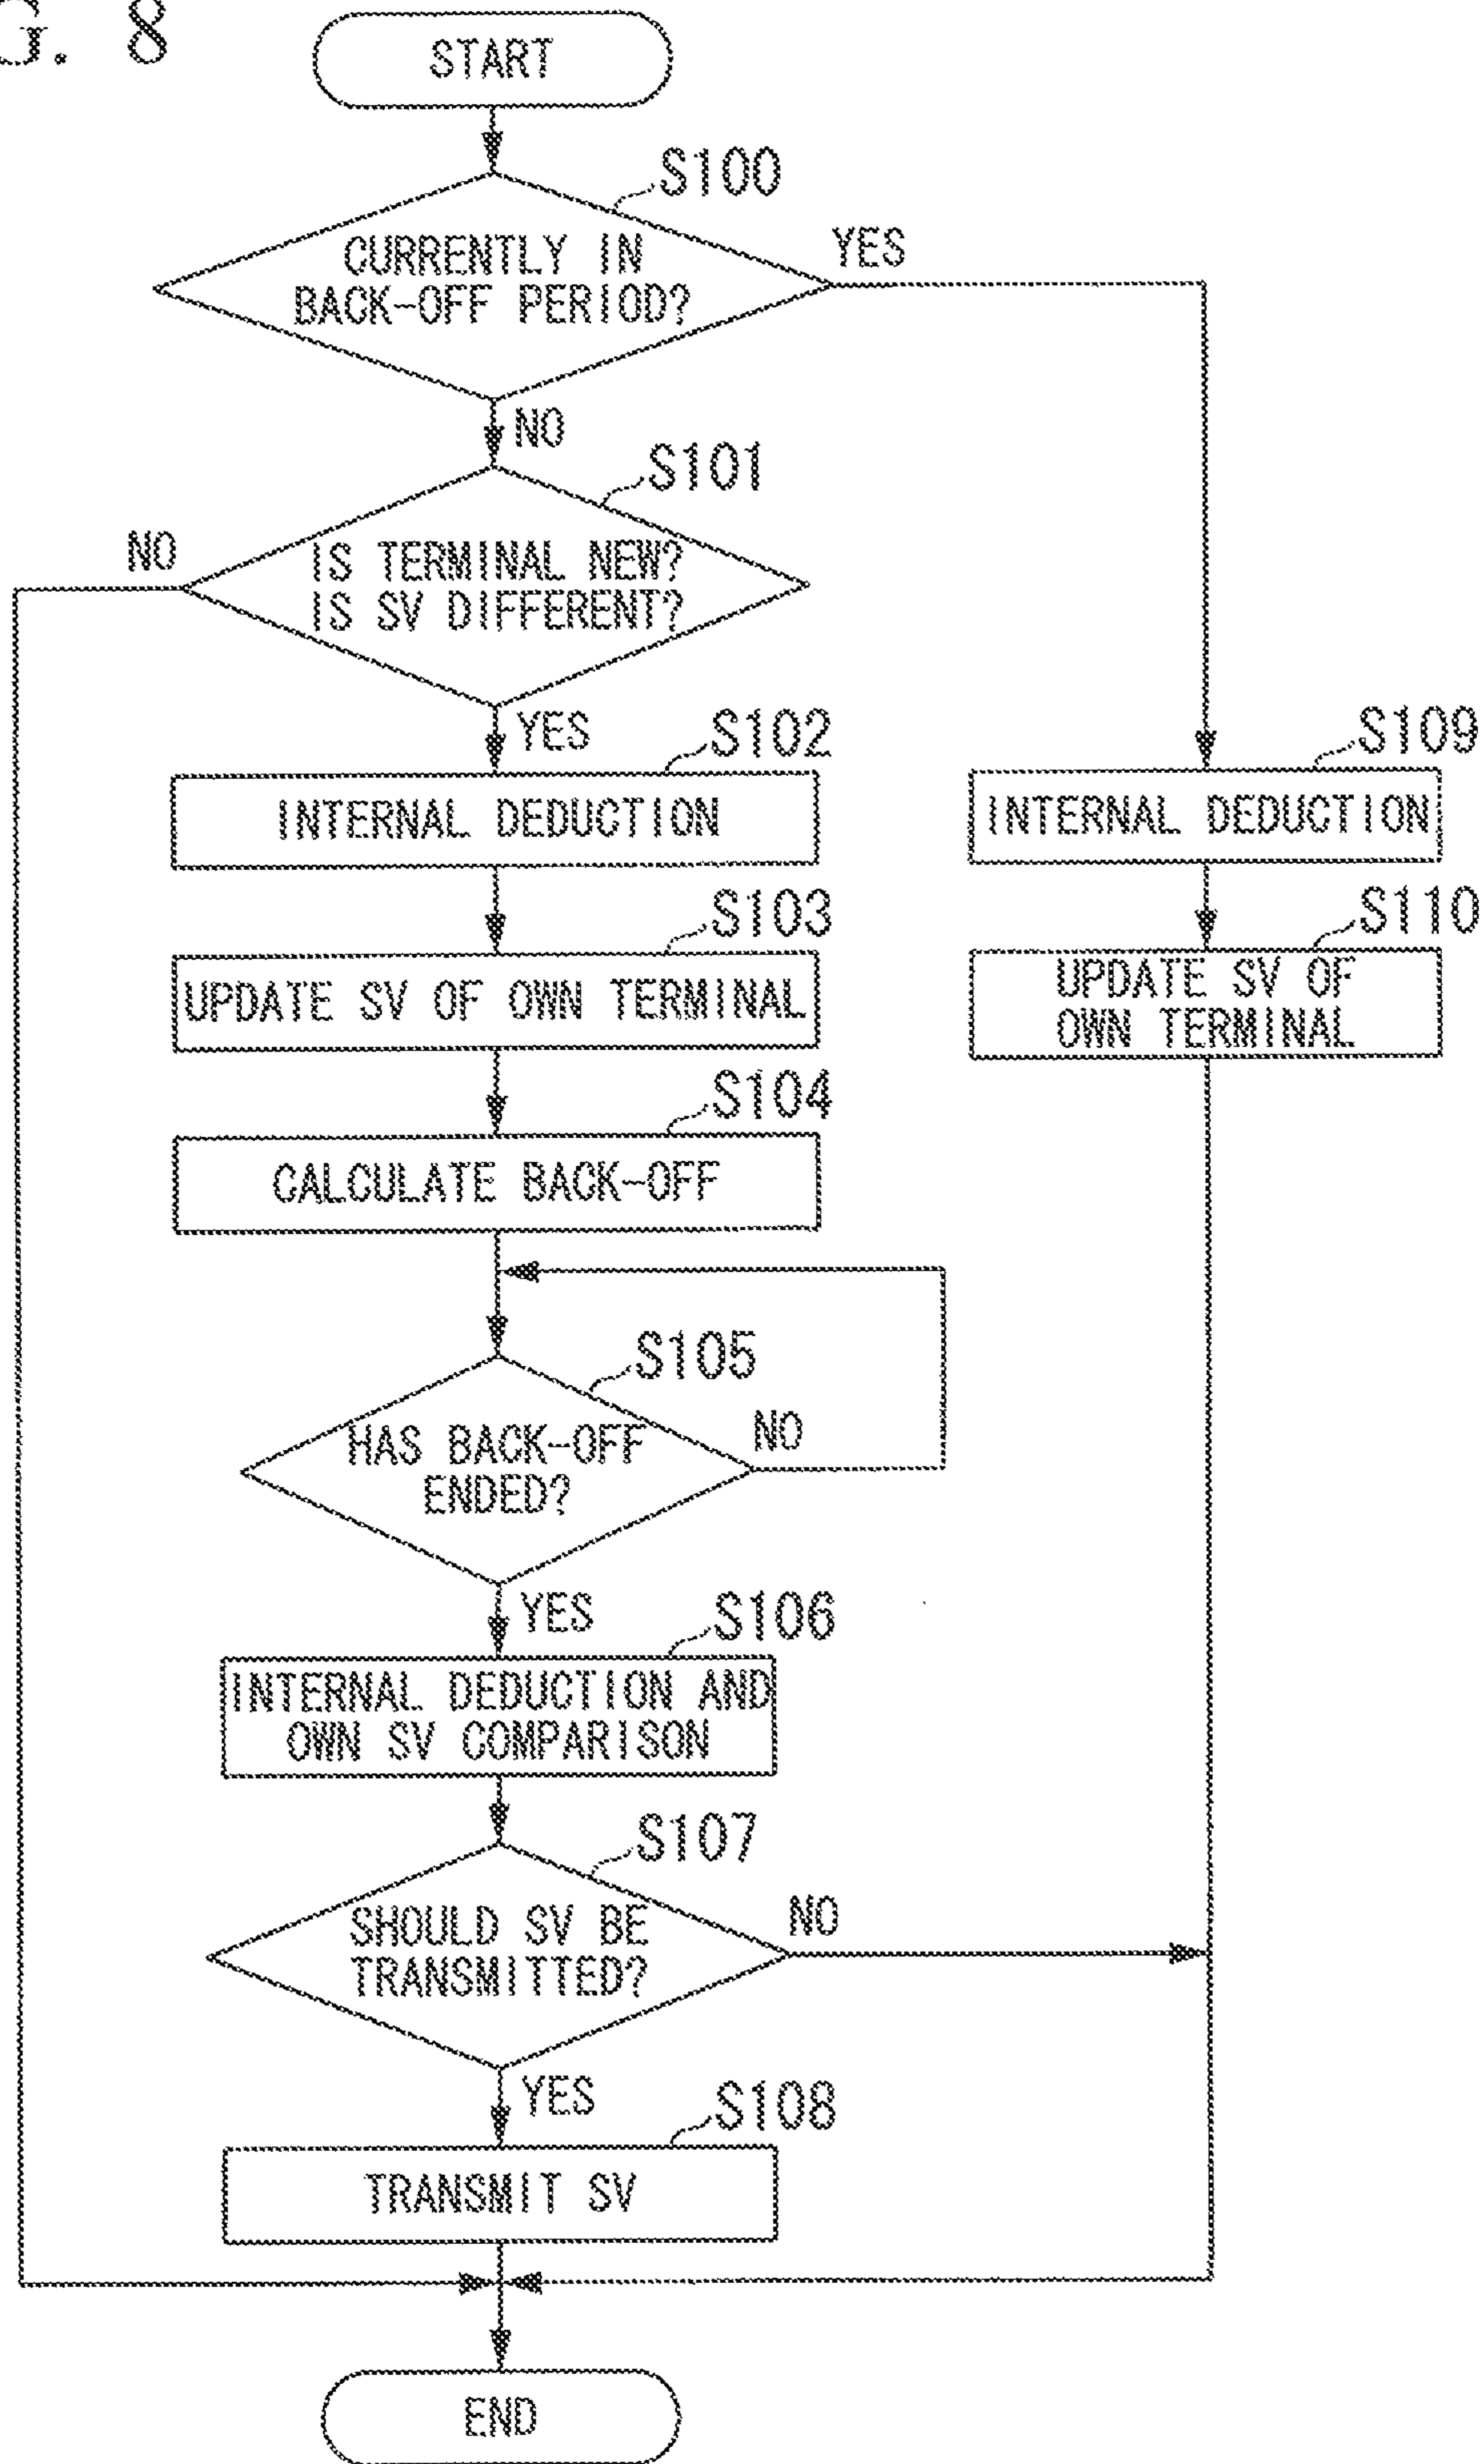 G. 8
START
S100
CURRENTLY IN
BACK-OFF PERIOD?
YES
NO
S101
NO
IS TERMINAL NEW?
IS SV DIFFERENT?
YES
S102
INTERNAL DEDUCTION
S109
INTERNAL DEDUCTION
S103
UPDATE SV OF OWN TERMINAL
S110
UPDATE SV OF
OWN TERMINAL
S104
CALCULATE BACK-OFF
S105
HAS BACK-OFF
ENDED?
NO
YES
S106
INTERNAL DEDUCTION AND
OWN SV COMPARISON
S107
SHOULD SV BE
TRANSMITTED?
NO
YES
S108
TRANSMIT SV
END